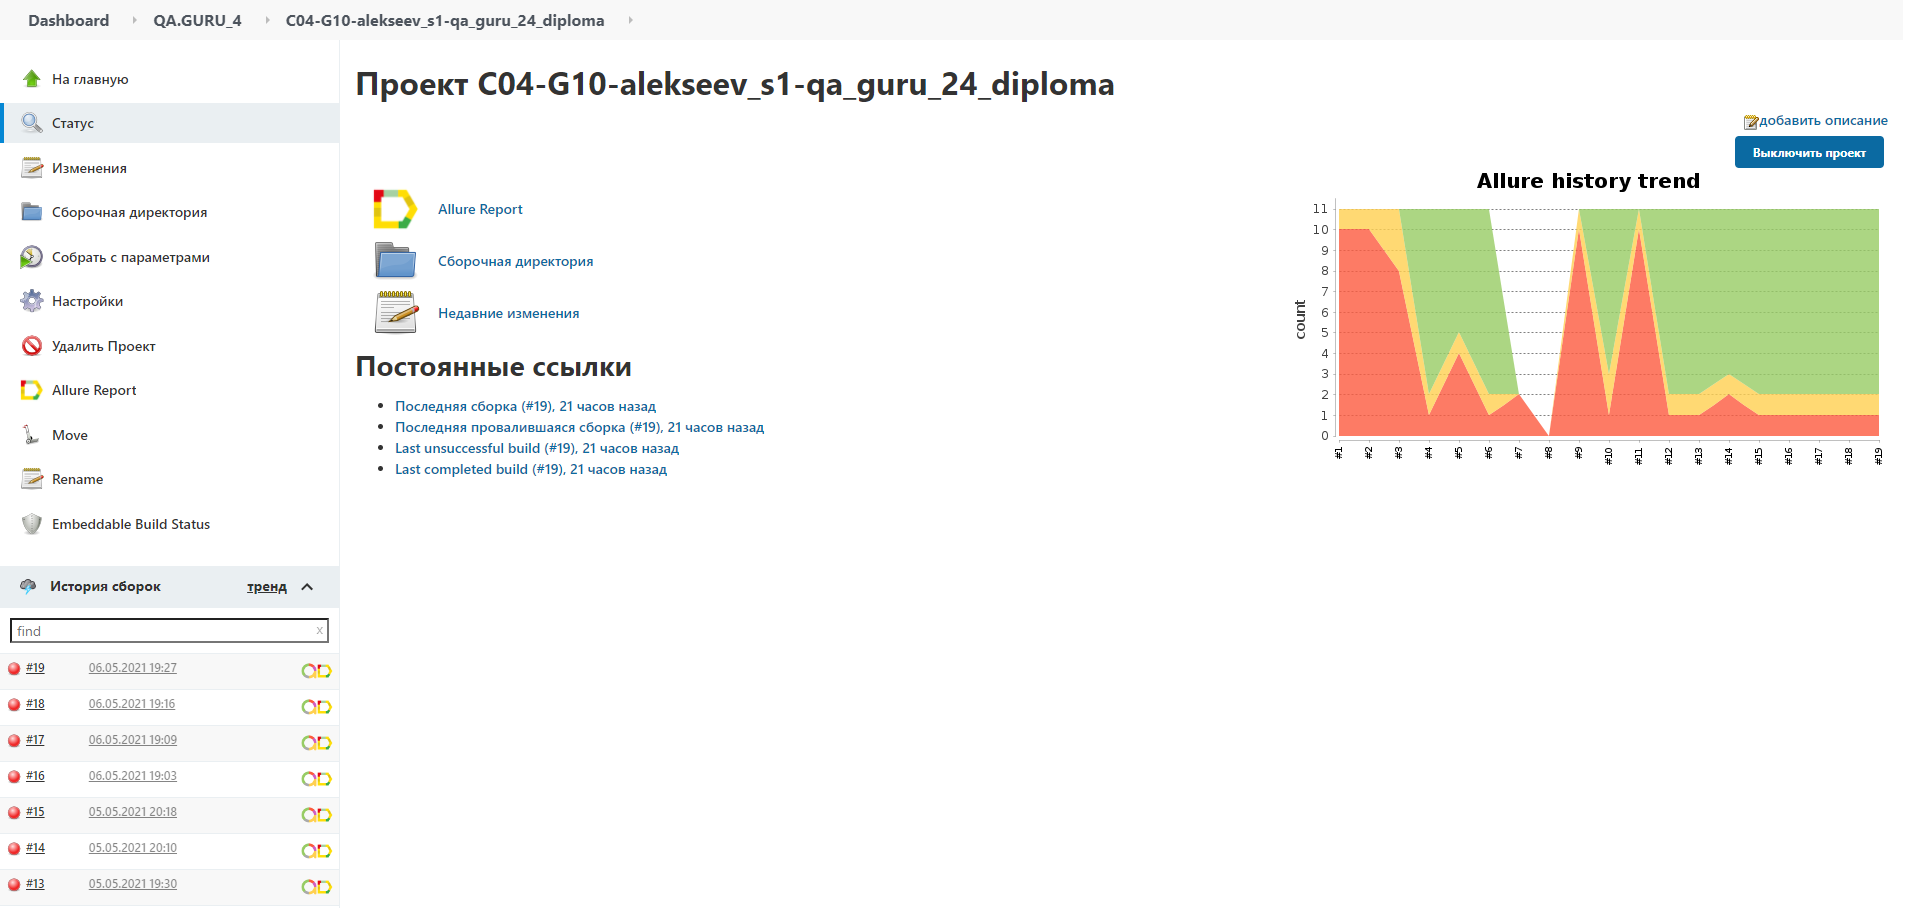 Dashboard QA.GURU_4 C04-G10-alekseev_s1-qa_guru_24_diploma
На главную
Статус
Изменения
Сборочная директория
Собрать с параметрами
Настройки
Удалить Проект
Allure Report
Move
Rename
Embeddable Build Status
История сборок тренд
find x
#19 06.05.2021 19:27
#18 06.05.2021 19:16
#17 06.05.2021 19:09
#16 06.05.2021 19:03
#15 05.05.2021 20:18
#14 05.05.2021 20:10
#13 05.05.2021 19:30
Проект C04-G10-alekseev_s1-qa_guru_24_diploma
добавить описание
Выключить проект
Allure Report
Сборочная директория
Недавние изменения
Постоянные ссылки
Последняя сборка (#19), 21 часов назад
Последняя провалившаяся сборка (#19), 21 часов назад
Last unsuccessful build (#19), 21 часов назад
Last completed build (#19), 21 часов назад
Allure history trend
count
11
10
9
8
7
6
5
4
3
2
1
0
#1 #2 #3 #4 #5 #6 #7 #8 #9 #10 #11 #12 #13 #14 #15 #16 #17 #18 #19